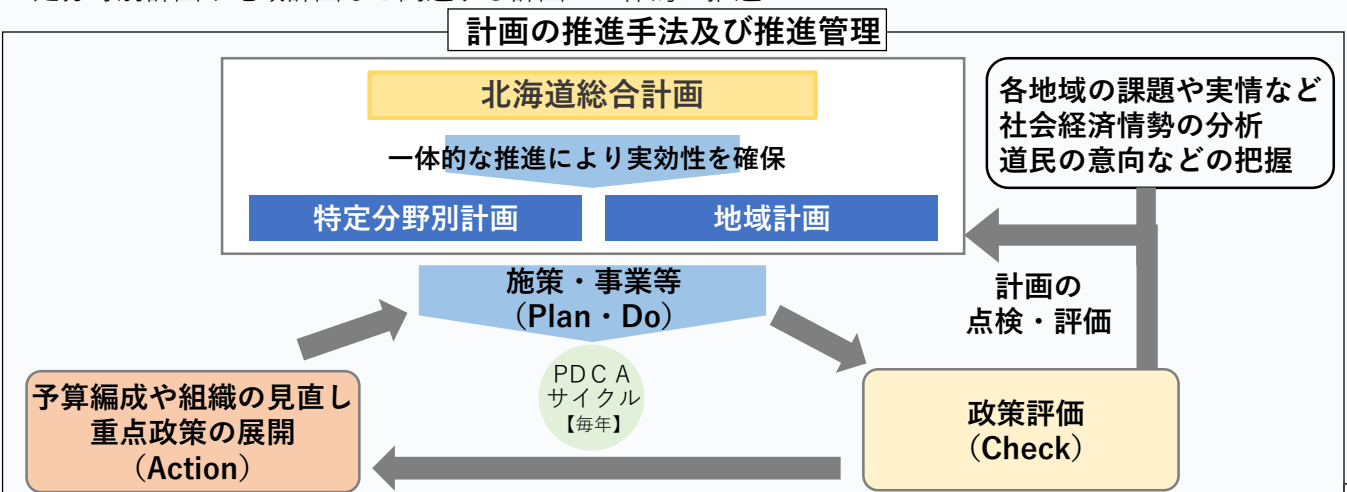 計画の推進手法及び推進管理
北海道総合計画
一体的な推進により実効性を確保
特定分野別計画
地域計画
各地域の課題や実情など
社会経済情勢の分析
道民の意向などの把握
計画の
点検・評価
施策・事業等
（Plan・Do）
PDCA
サイクル
【毎年】
予算編成や組織の見直し
重点政策の展開
（Action）
政策評価
（Check）